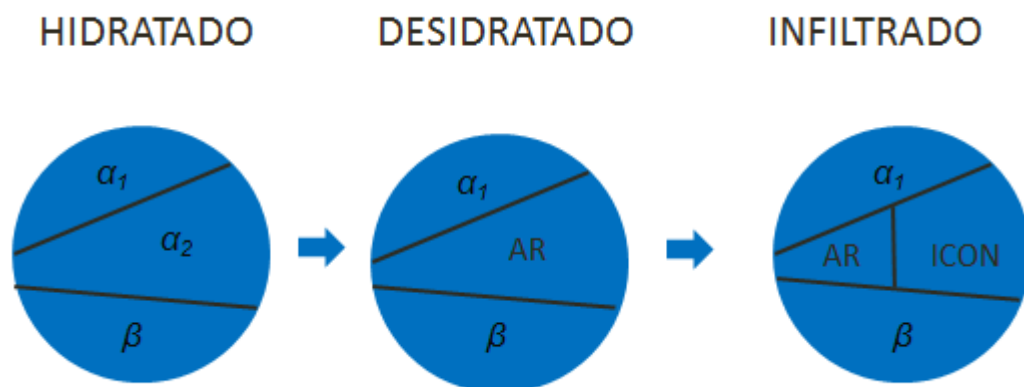 HIDRATADO DESIDRATADO INFILTRADO
α₁ α₁ α₁
α₂ AR AR ICON
β β β